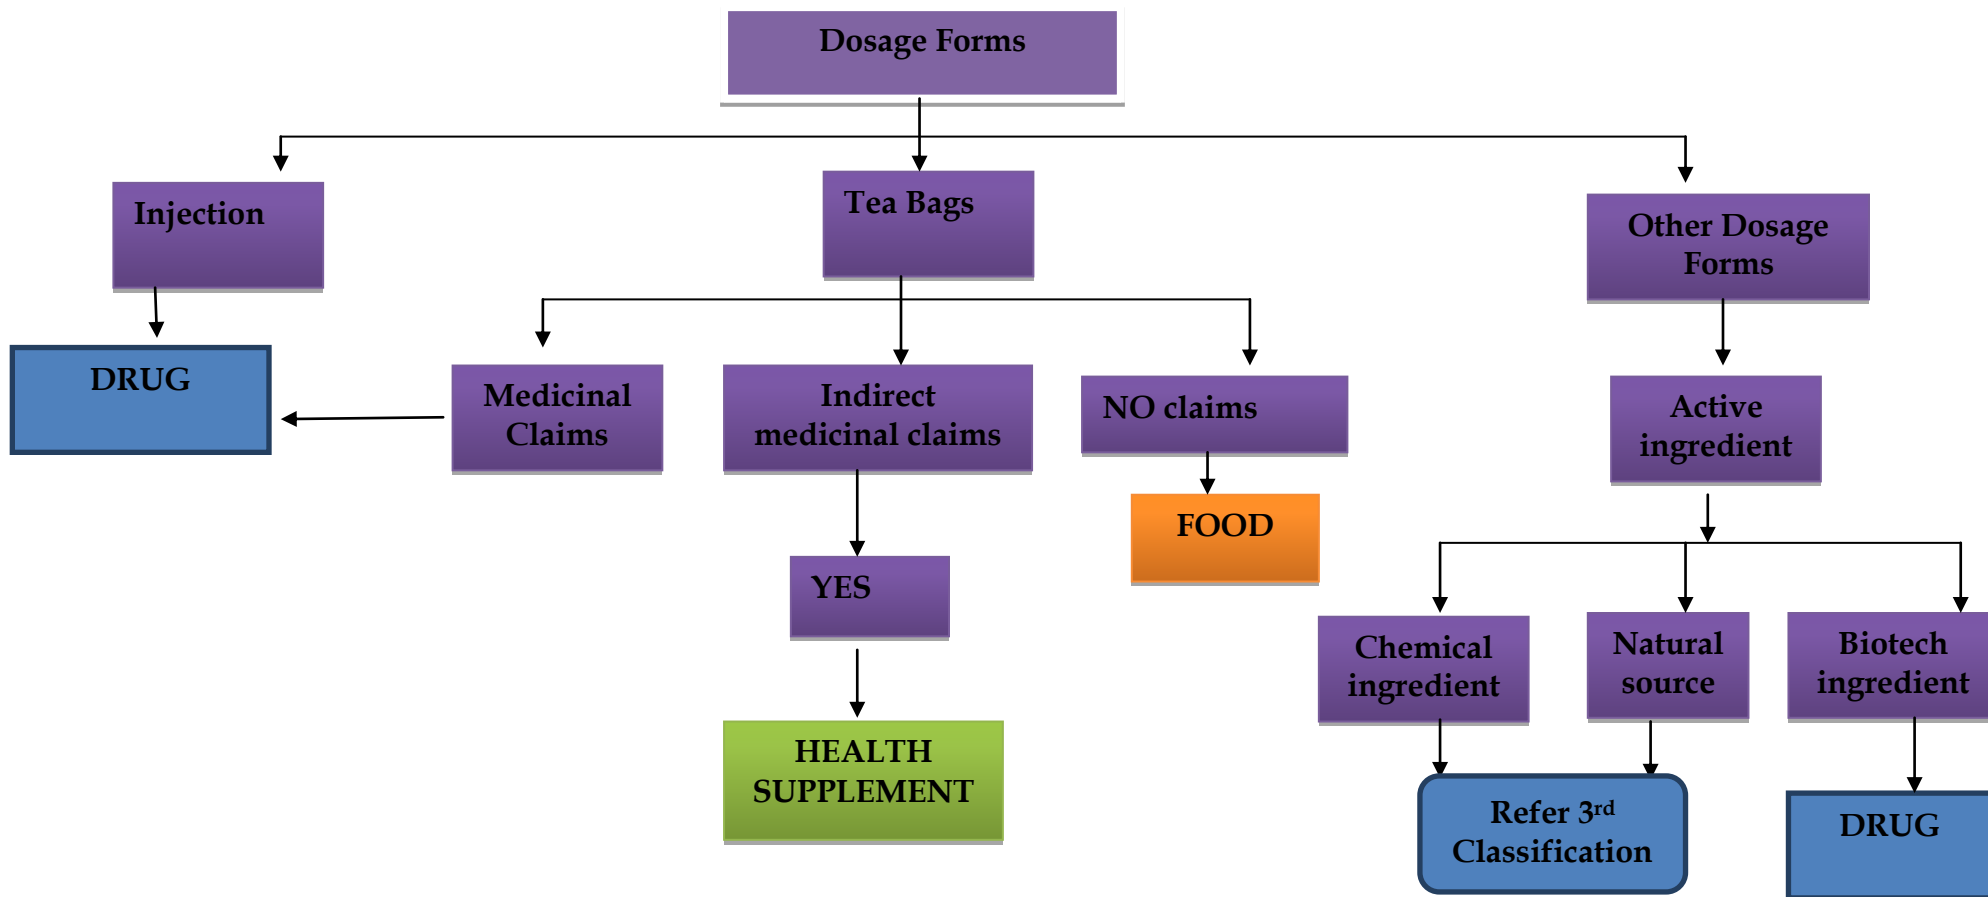 Dosage Forms
Injection
Tea Bags
Other Dosage
Forms
DRUG
Medicinal
Claims
Indirect
medicinal claims
NO claims
Active
ingredient
FOOD
YES
Chemical
ingredient
Natural
source
Biotech
ingredient
HEALTH
SUPPLEMENT
Refer 3rd
Classification
DRUG